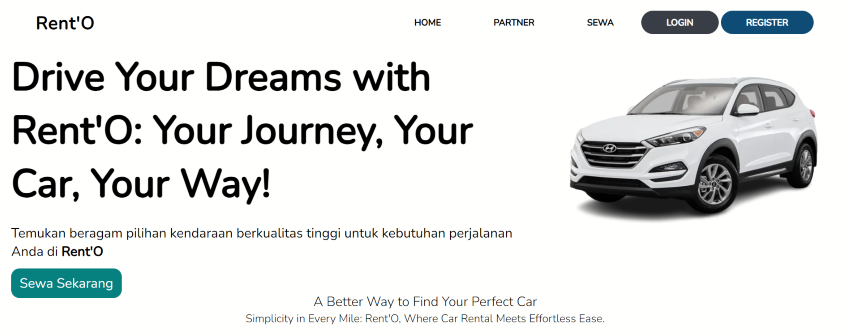 Rent'O
HOME
PARTNER
SEWA
LOGIN
REGISTER
Drive Your Dreams with
Rent'O: Your Journey, Your
Car, Your Way!
Temukan beragam pilihan kendaraan berkualitas tinggi untuk kebutuhan perjalanan
Anda di Rent'O
Sewa Sekarang
A Better Way to Find Your Perfect Car
Simplicity in Every Mile: Rent'O, Where Car Rental Meets Effortless Ease.